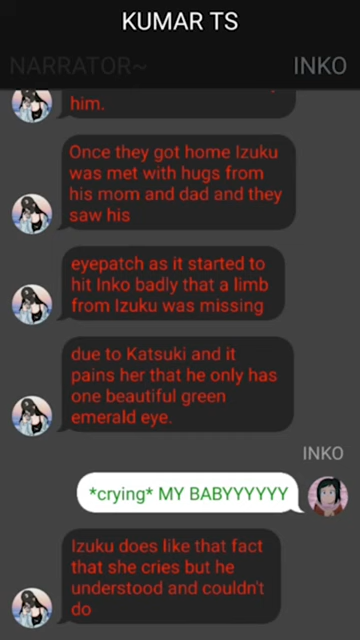 KUMAR TS
NARRATOR~ INKO
him.
Once they got home Izuku
was met with hugs from
his mom and dad and they
saw his
eyepatch as it started to
hit Inko badly that a limb
from Izuku was missing
due to Katsuki and it
pains her that he only has
one beautiful green
emerald eye.
INKO
*crying* MY BABYYYYYY
Izuku does like that fact
that she cries but he
understood and couldn't
do